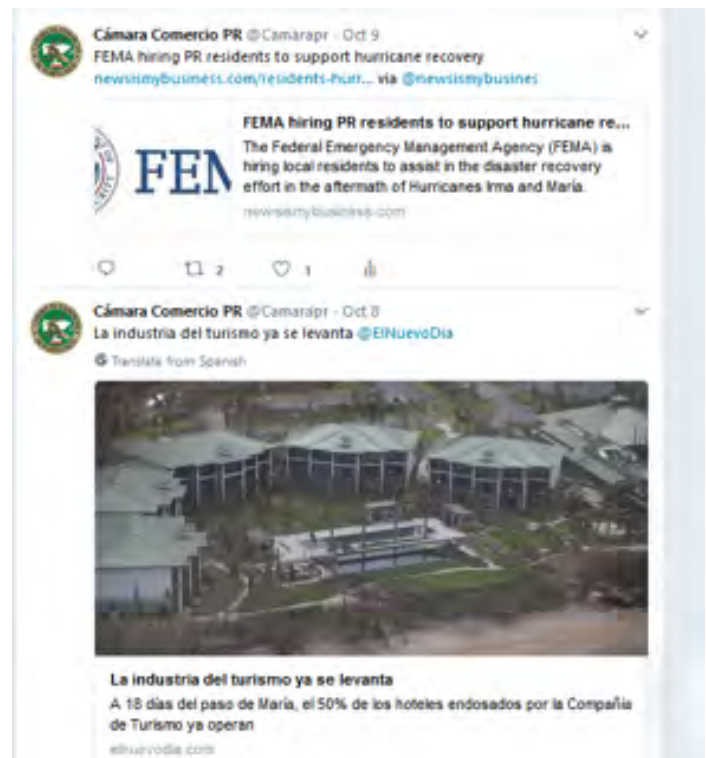 Cámara Comercio PR @Camarapr · Oct 9
FEMA hiring PR residents to support hurricane recovery
newsismybusiness.com/residents-hurr... via @newsismybusines
FEMA hiring PR residents to support hurricane re...
The Federal Emergency Management Agency (FEMA) is
hiring local residents to assist in the disaster recovery
effort in the aftermath of Hurricanes Irma and María.
newsismybusiness.com
FEM
2
1
Cámara Comercio PR @Camarapr · Oct 8
La industria del turismo ya se levanta @ElNuevoDia
Translate from Spanish
La industria del turismo ya se levanta
A 18 días del paso de María, el 50% de los hoteles endosados por la Compañía
de Turismo ya operan
elnuevodia.com